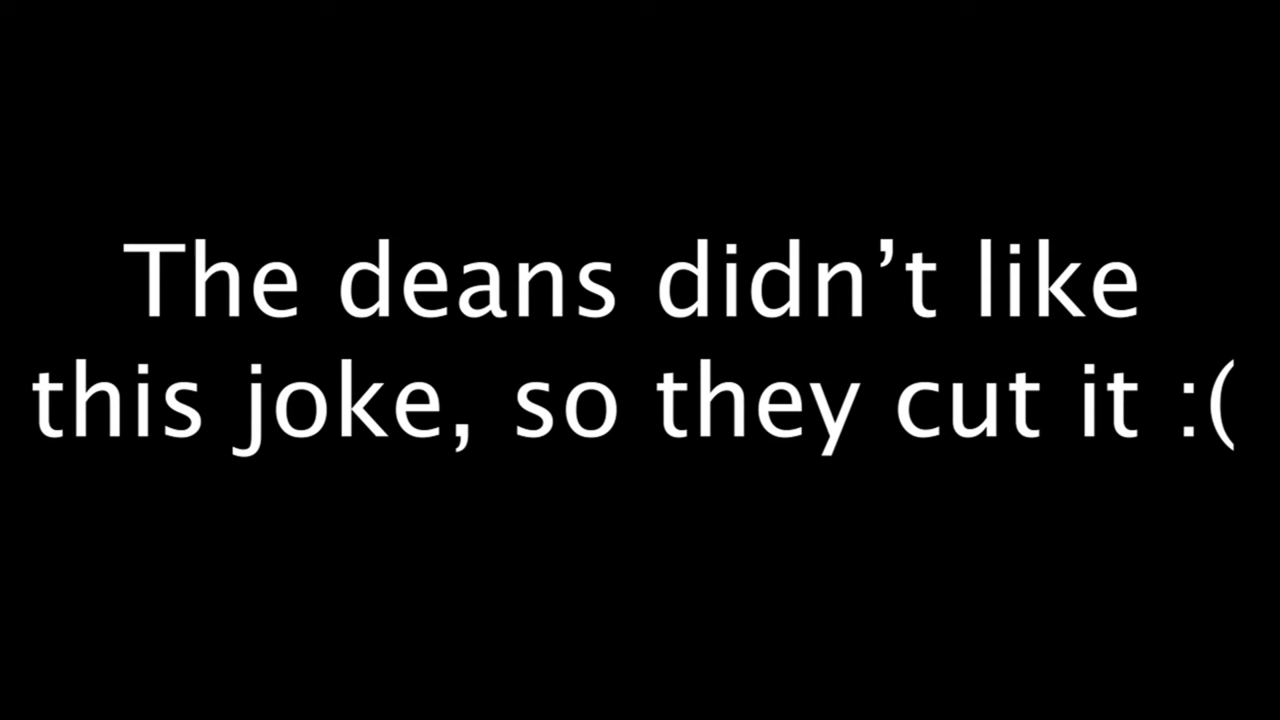 The deans didn’t like
this joke, so they cut it :(